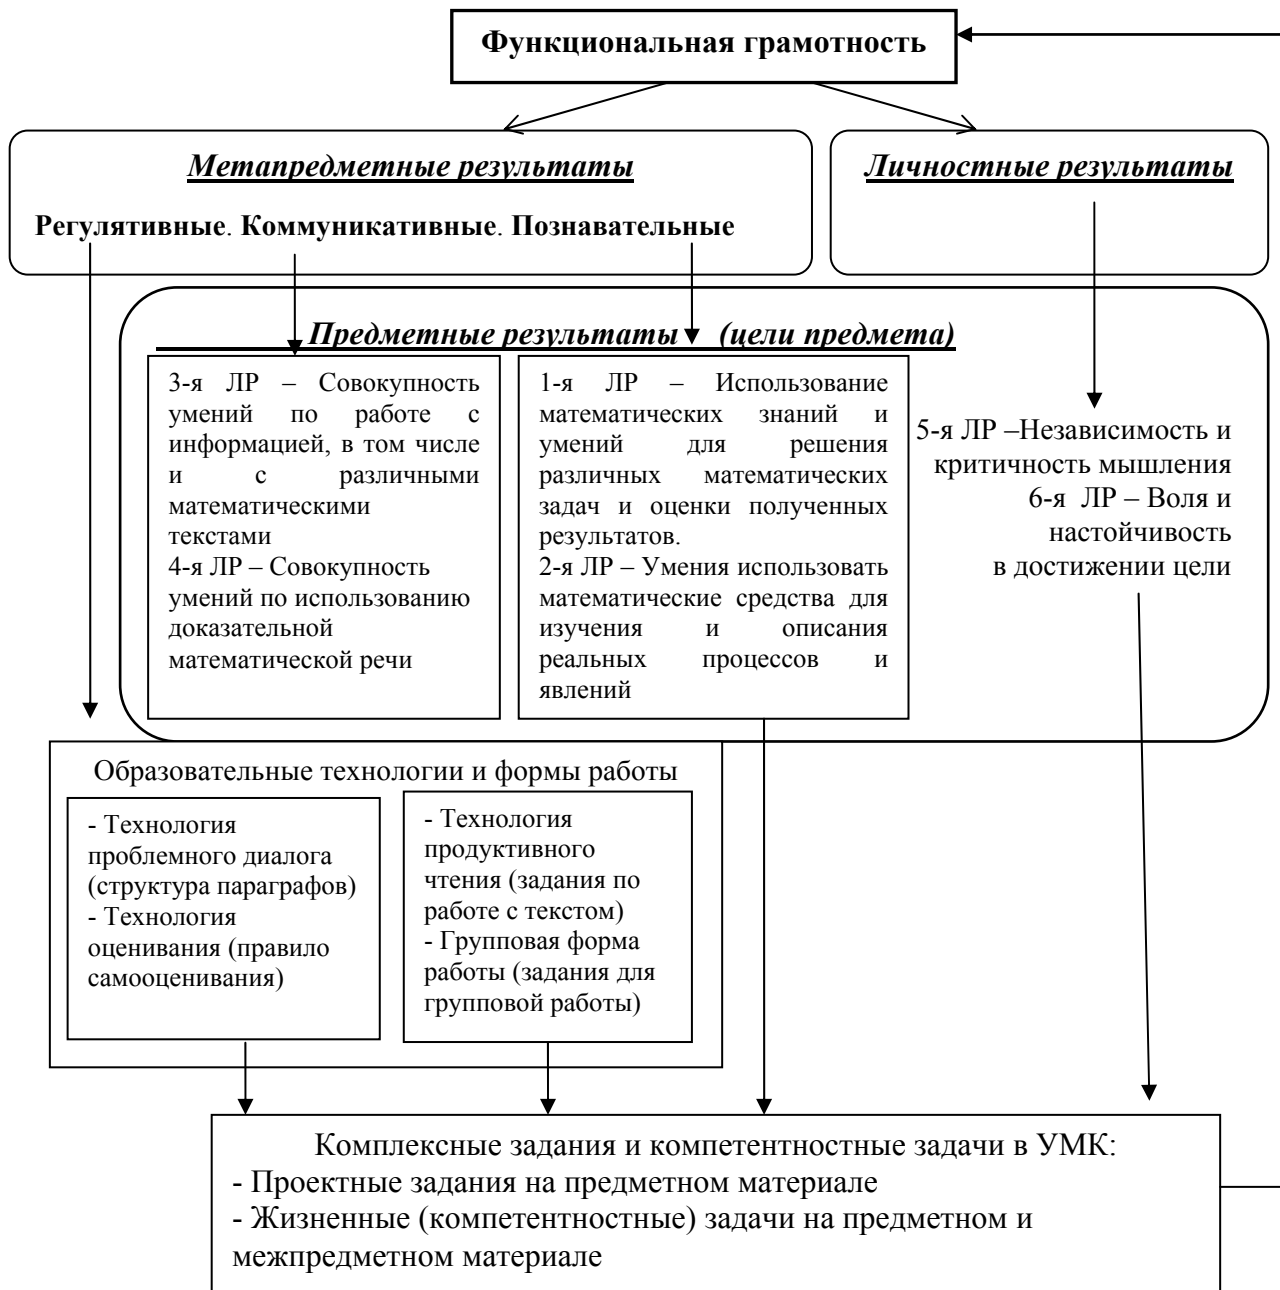 Функциональная грамотность
Метапредметные результаты
Регулятивные. Коммуникативные. Познавательные
Личностные результаты
Предметные результаты (цели предмета)
3-я ЛР – Совокупность
умений по работе с
информацией, в том числе
и с различными
математическими
текстами
4-я ЛР – Совокупность
умений по использованию
доказательной
математической речи
1-я ЛР – Использование
математических знаний и
умений для решения
различных математических
задач и оценки полученных
результатов.
2-я ЛР – Умения использовать
математические средства для
изучения и описания
реальных процессов и
явлений
5-я ЛР –Независимость и
критичность мышления
6-я ЛР – Воля и
настойчивость
в достижении цели
Образовательные технологии и формы работы
- Технология
проблемного диалога
(структура параграфов)
- Технология
оценивания (правило
самооценивания)
- Технология
продуктивного
чтения (задания по
работе с текстом)
- Групповая форма
работы (задания для
групповой работы)
Комплексные задания и компетентностные задачи в УМК:
- Проектные задания на предметном материале
- Жизненные (компетентностные) задачи на предметном и
межпредметном материале